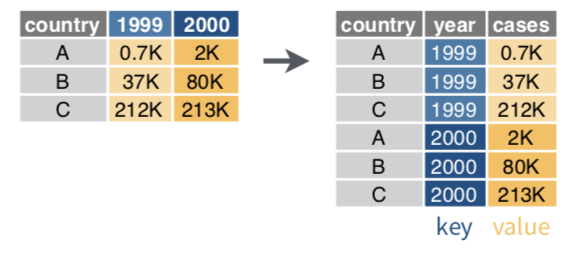 country 1999 2000
A 0.7K 2K
B 37K 80K
C 212K 213K
country year cases
A 1999 0.7K
B 1999 37K
C 1999 212K
A 2000 2K
B 2000 80K
C 2000 213K
key value